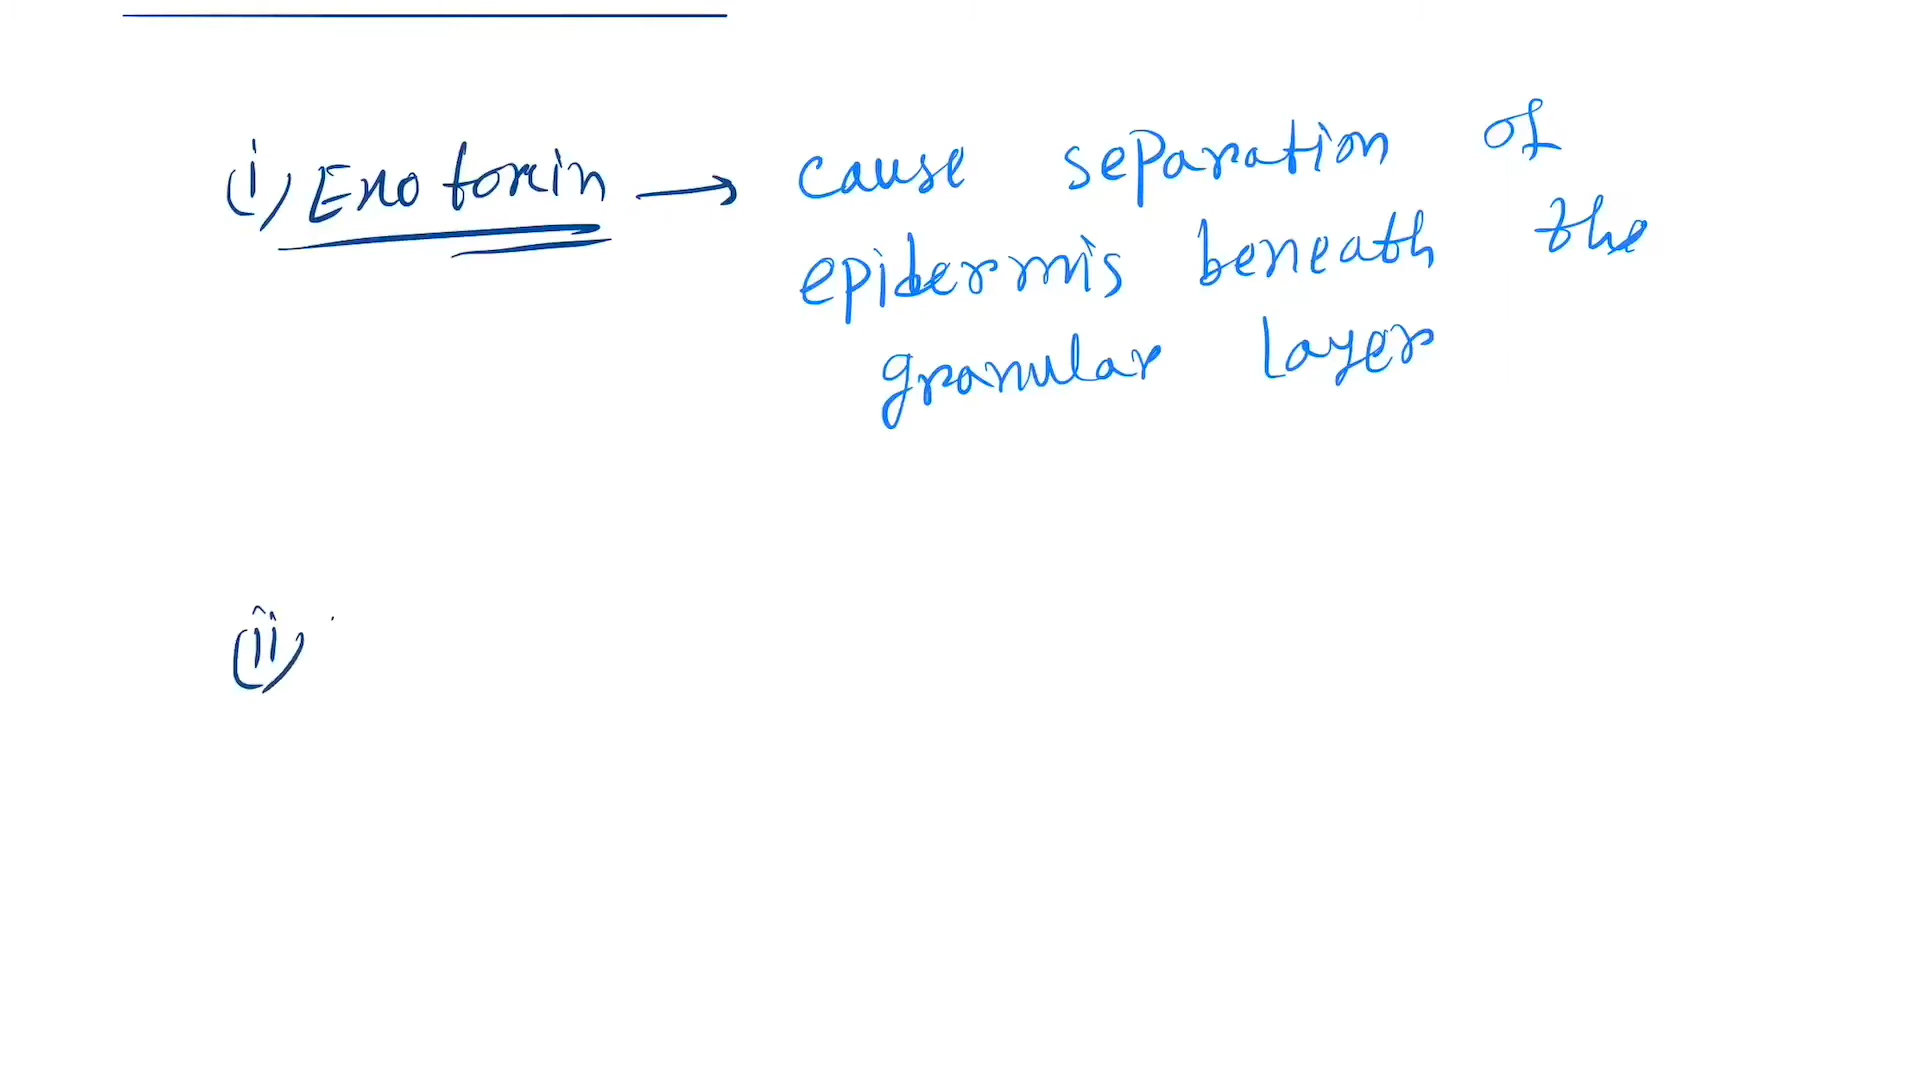 (i) Exotoxin → cause separation of
epidermis beneath the
granular layer
(ii)